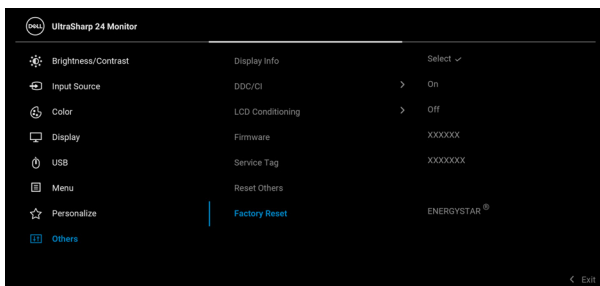 DELL UltraSharp 24 Monitor
Brightness/Contrast Display Info Select ✓
Input Source DDC/CI > On
Color LCD Conditioning > Off
Display Firmware XXXXXX
USB Service Tag XXXXXXX
Menu Reset Others
Personalize Factory Reset ENERGYSTAR ®
Others
< Exit